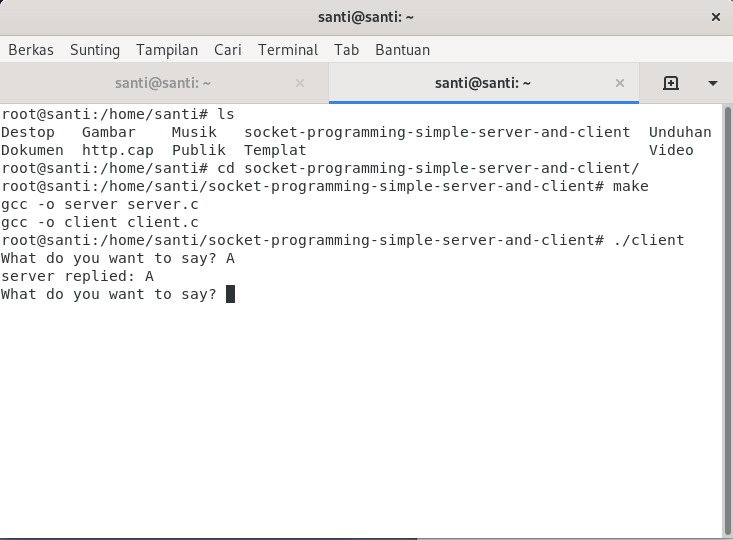 santi@santi: ~
Berkas Sunting Tampilan Cari Terminal Tab Bantuan
santi@santi: ~ santi@santi: ~
root@santi:/home/santi# ls
Destop Gambar Musik socket-programming-simple-server-and-client Unduhan
Dokumen http.cap Publik Templat Video
root@santi:/home/santi# cd socket-programming-simple-server-and-client/
root@santi:/home/santi/socket-programming-simple-server-and-client# make
gcc -o server server.c
gcc -o client client.c
root@santi:/home/santi/socket-programming-simple-server-and-client# ./client
What do you want to say? A
server replied: A
What do you want to say?